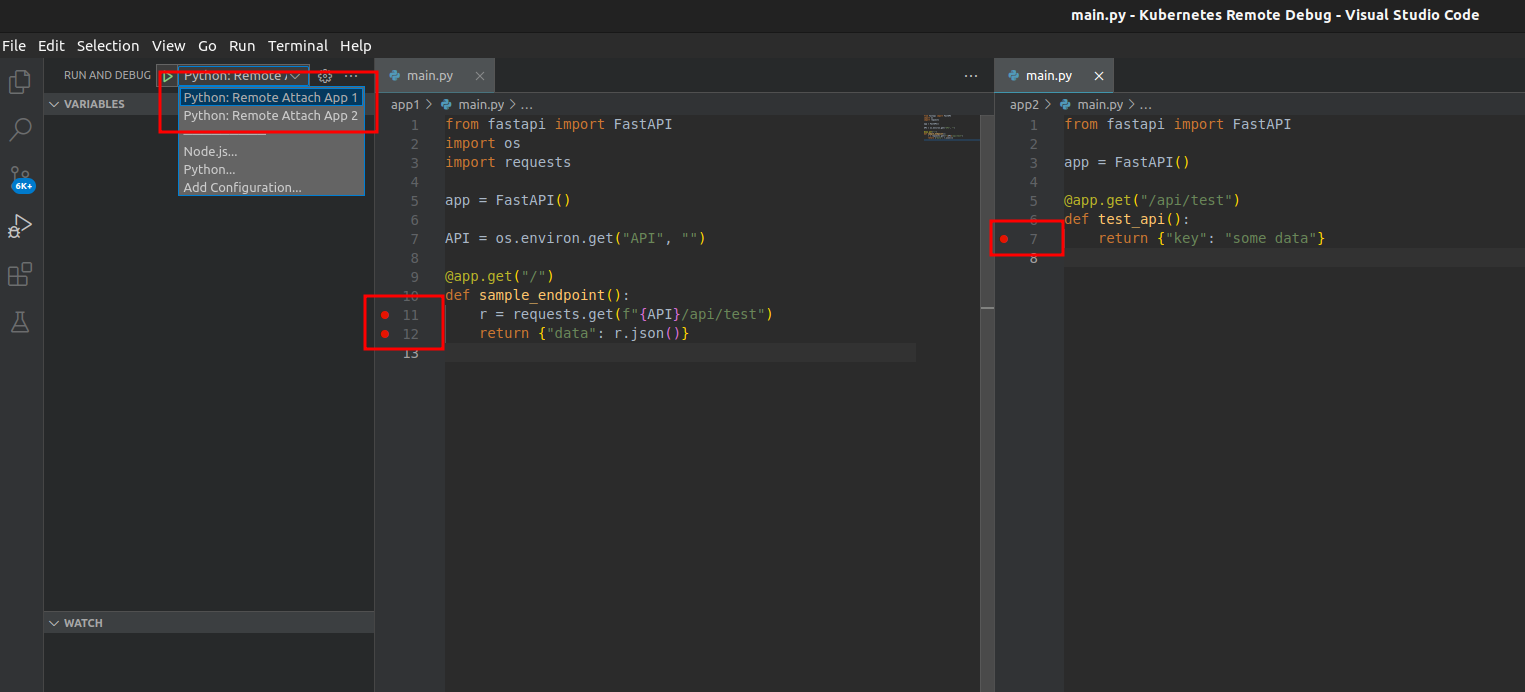 main.py - Kubernetes Remote Debug - Visual Studio Code
File Edit Selection View Go Run Terminal Help
RUN AND DEBUG
Python: Remote
VARIABLES
Python: Remote Attach App 1
Python: Remote Attach App 2
Node.js...
Python...
Add Configuration...
6K+
WATCH
main.py
app1 > main.py > ...
1 from fastapi import FastAPI
2 import os
3 import requests
4
5 app = FastAPI()
6
7 API = os.environ.get("API", "")
8
9 @app.get("/")
10 def sample_endpoint():
11     r = requests.get(f"{API}/api/test")
12     return {"data": r.json()}
13
main.py
app2 > main.py > ...
1 from fastapi import FastAPI
2
3 app = FastAPI()
4
5 @app.get("/api/test")
6 def test_api():
7     return {"key": "some data"}
8